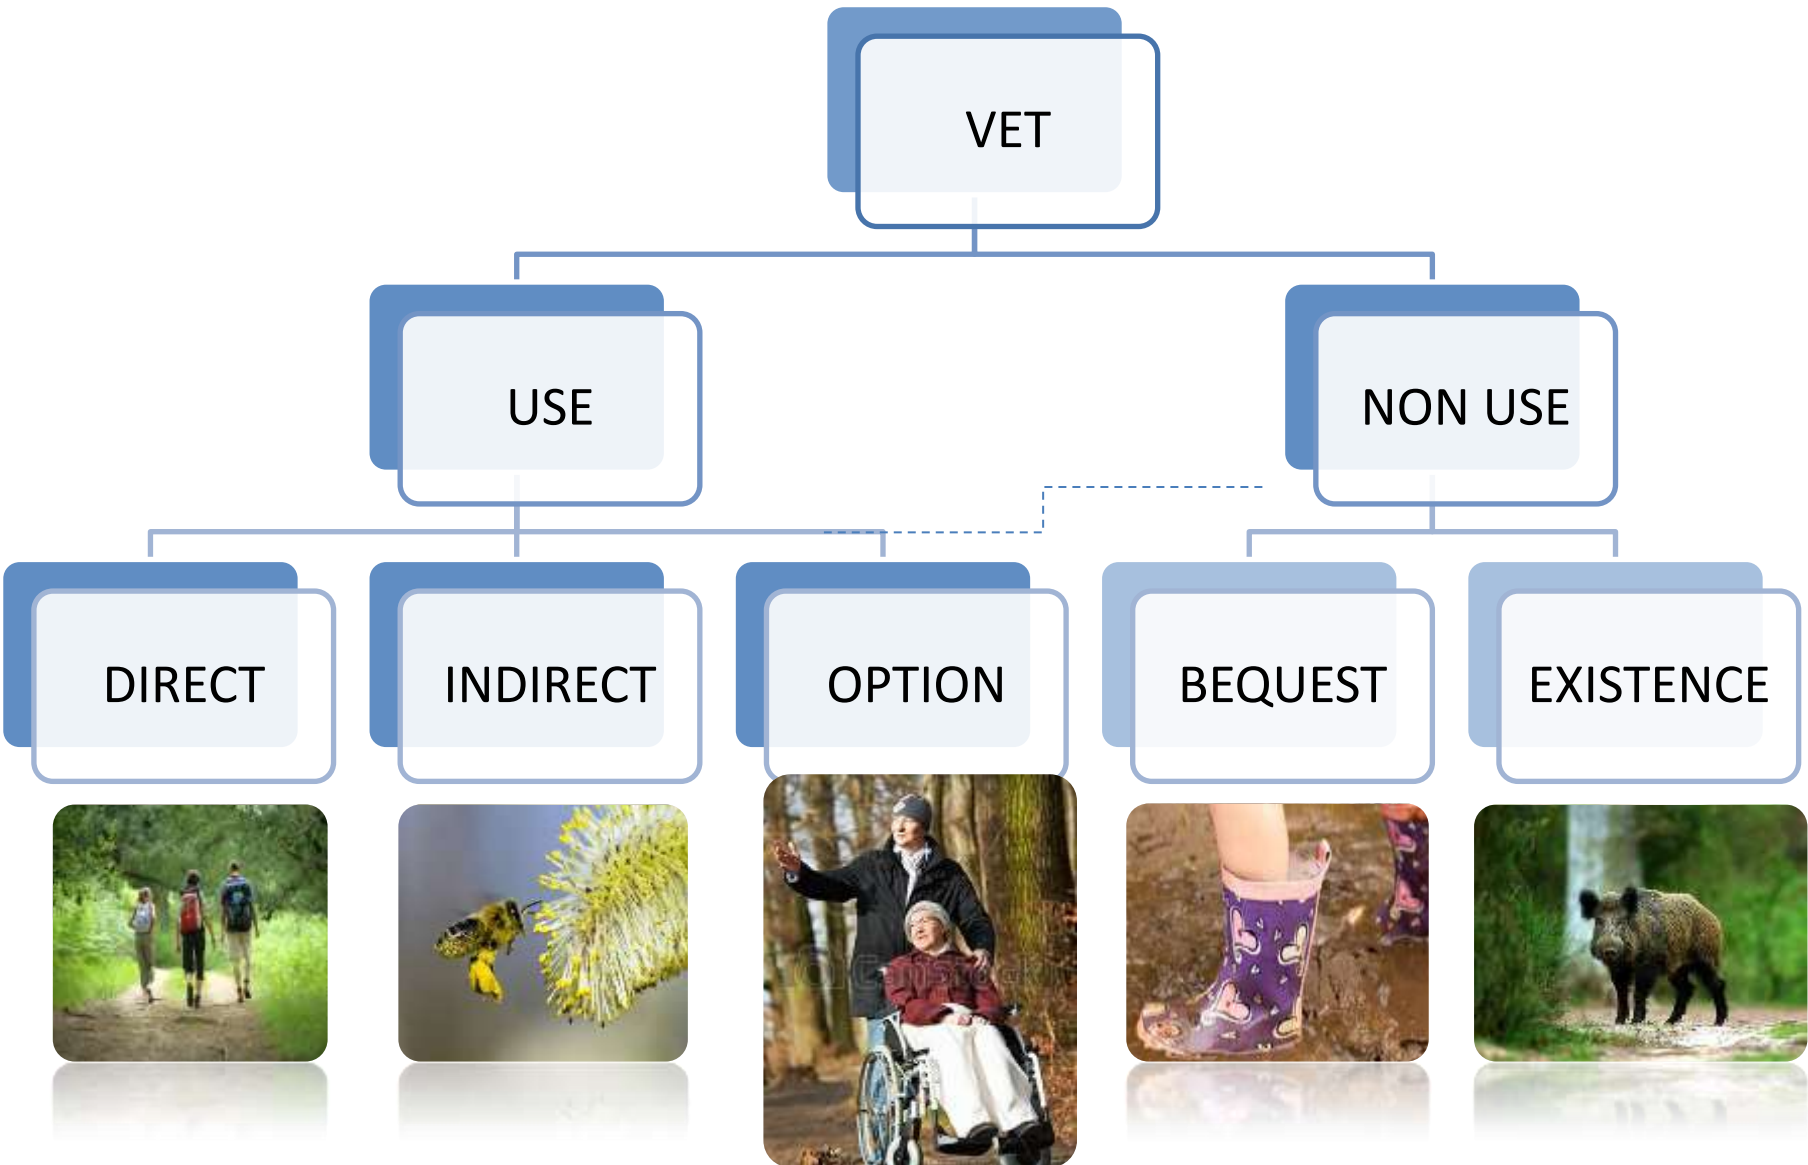 VET
USE
NON USE
DIRECT
INDIRECT
OPTION
BEQUEST
EXISTENCE